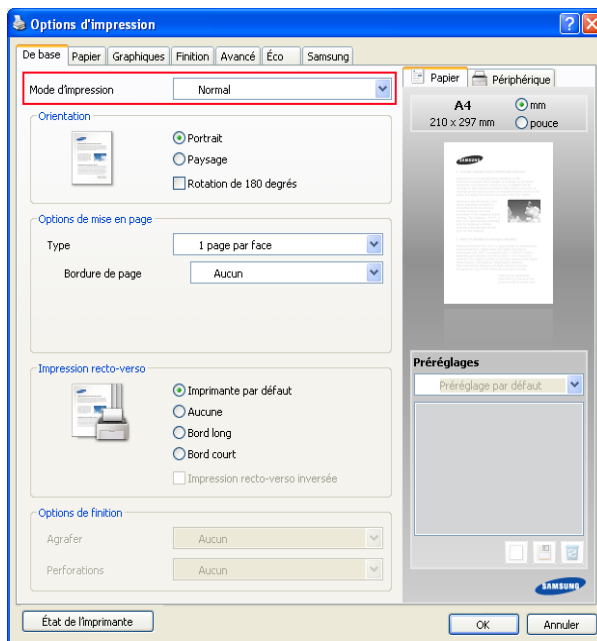 Options d'impression
De base Papier Graphiques Finition Avancé Éco Samsung
Mode d'impression Normal
Orientation
Portrait
Paysage
Rotation de 180 degrés
Options de mise en page
Type 1 page par face
Bordure de page Aucun
Impression recto-verso
Imprimante par défaut
Aucune
Bord long
Bord court
Impression recto-verso inversée
Options de finition
Agrafer Aucun
Perforations Aucun
État de l'imprimante
Papier Périphérique
A4 mm
210 x 297 mm pouce
SAMSUNG
Préréglages
Préréglage par défaut
SAMSUNG
OK Annuler